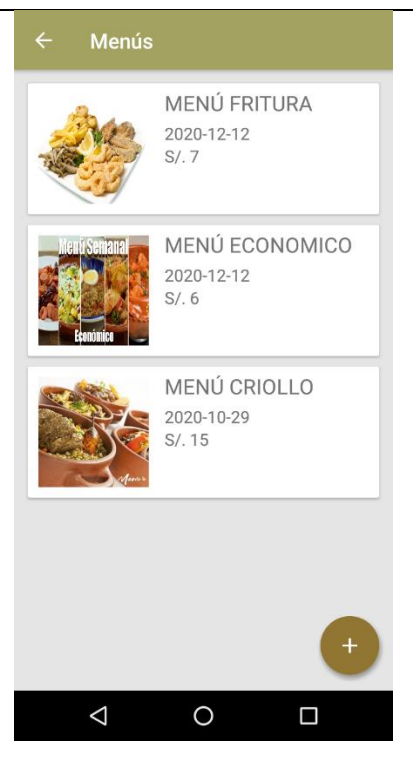 Menús
MENÚ FRITURA
2020-12-12
S/. 7
Menú Semanal
Económico
MENÚ ECONOMICO
2020-12-12
S/. 6
MENÚ CRIOLLO
2020-10-29
S/. 15
+